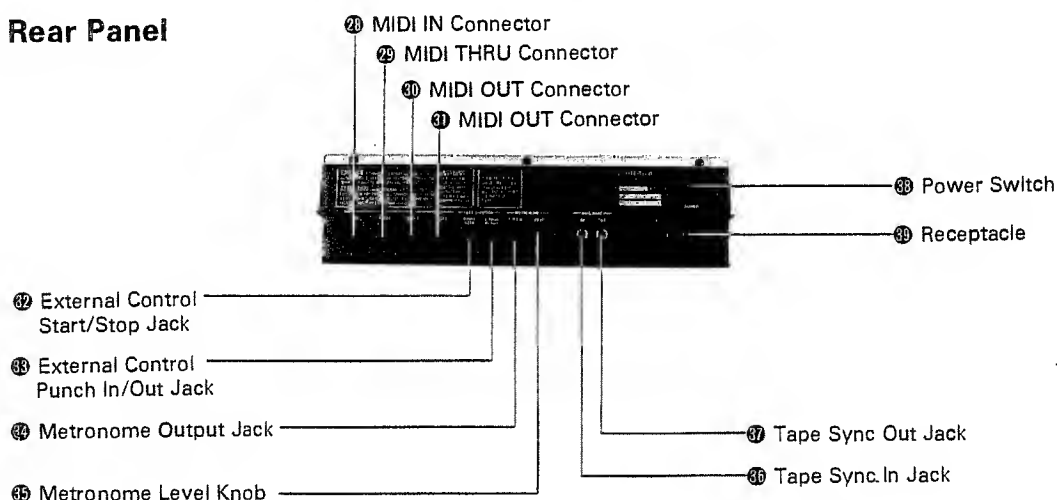 Rear Panel
㉘ MIDI IN Connector
㉙ MIDI THRU Connector
㉚ MIDI OUT Connector
㉛ MIDI OUT Connector
㊳ Power Switch
㊴ Receptacle
㉜ External Control
Start/Stop Jack
㉝ External Control
Punch In/Out Jack
㉞ Metronome Output Jack
㉟ Metronome Level Knob
㊲ Tape Sync Out Jack
㊱ Tape Sync In Jack